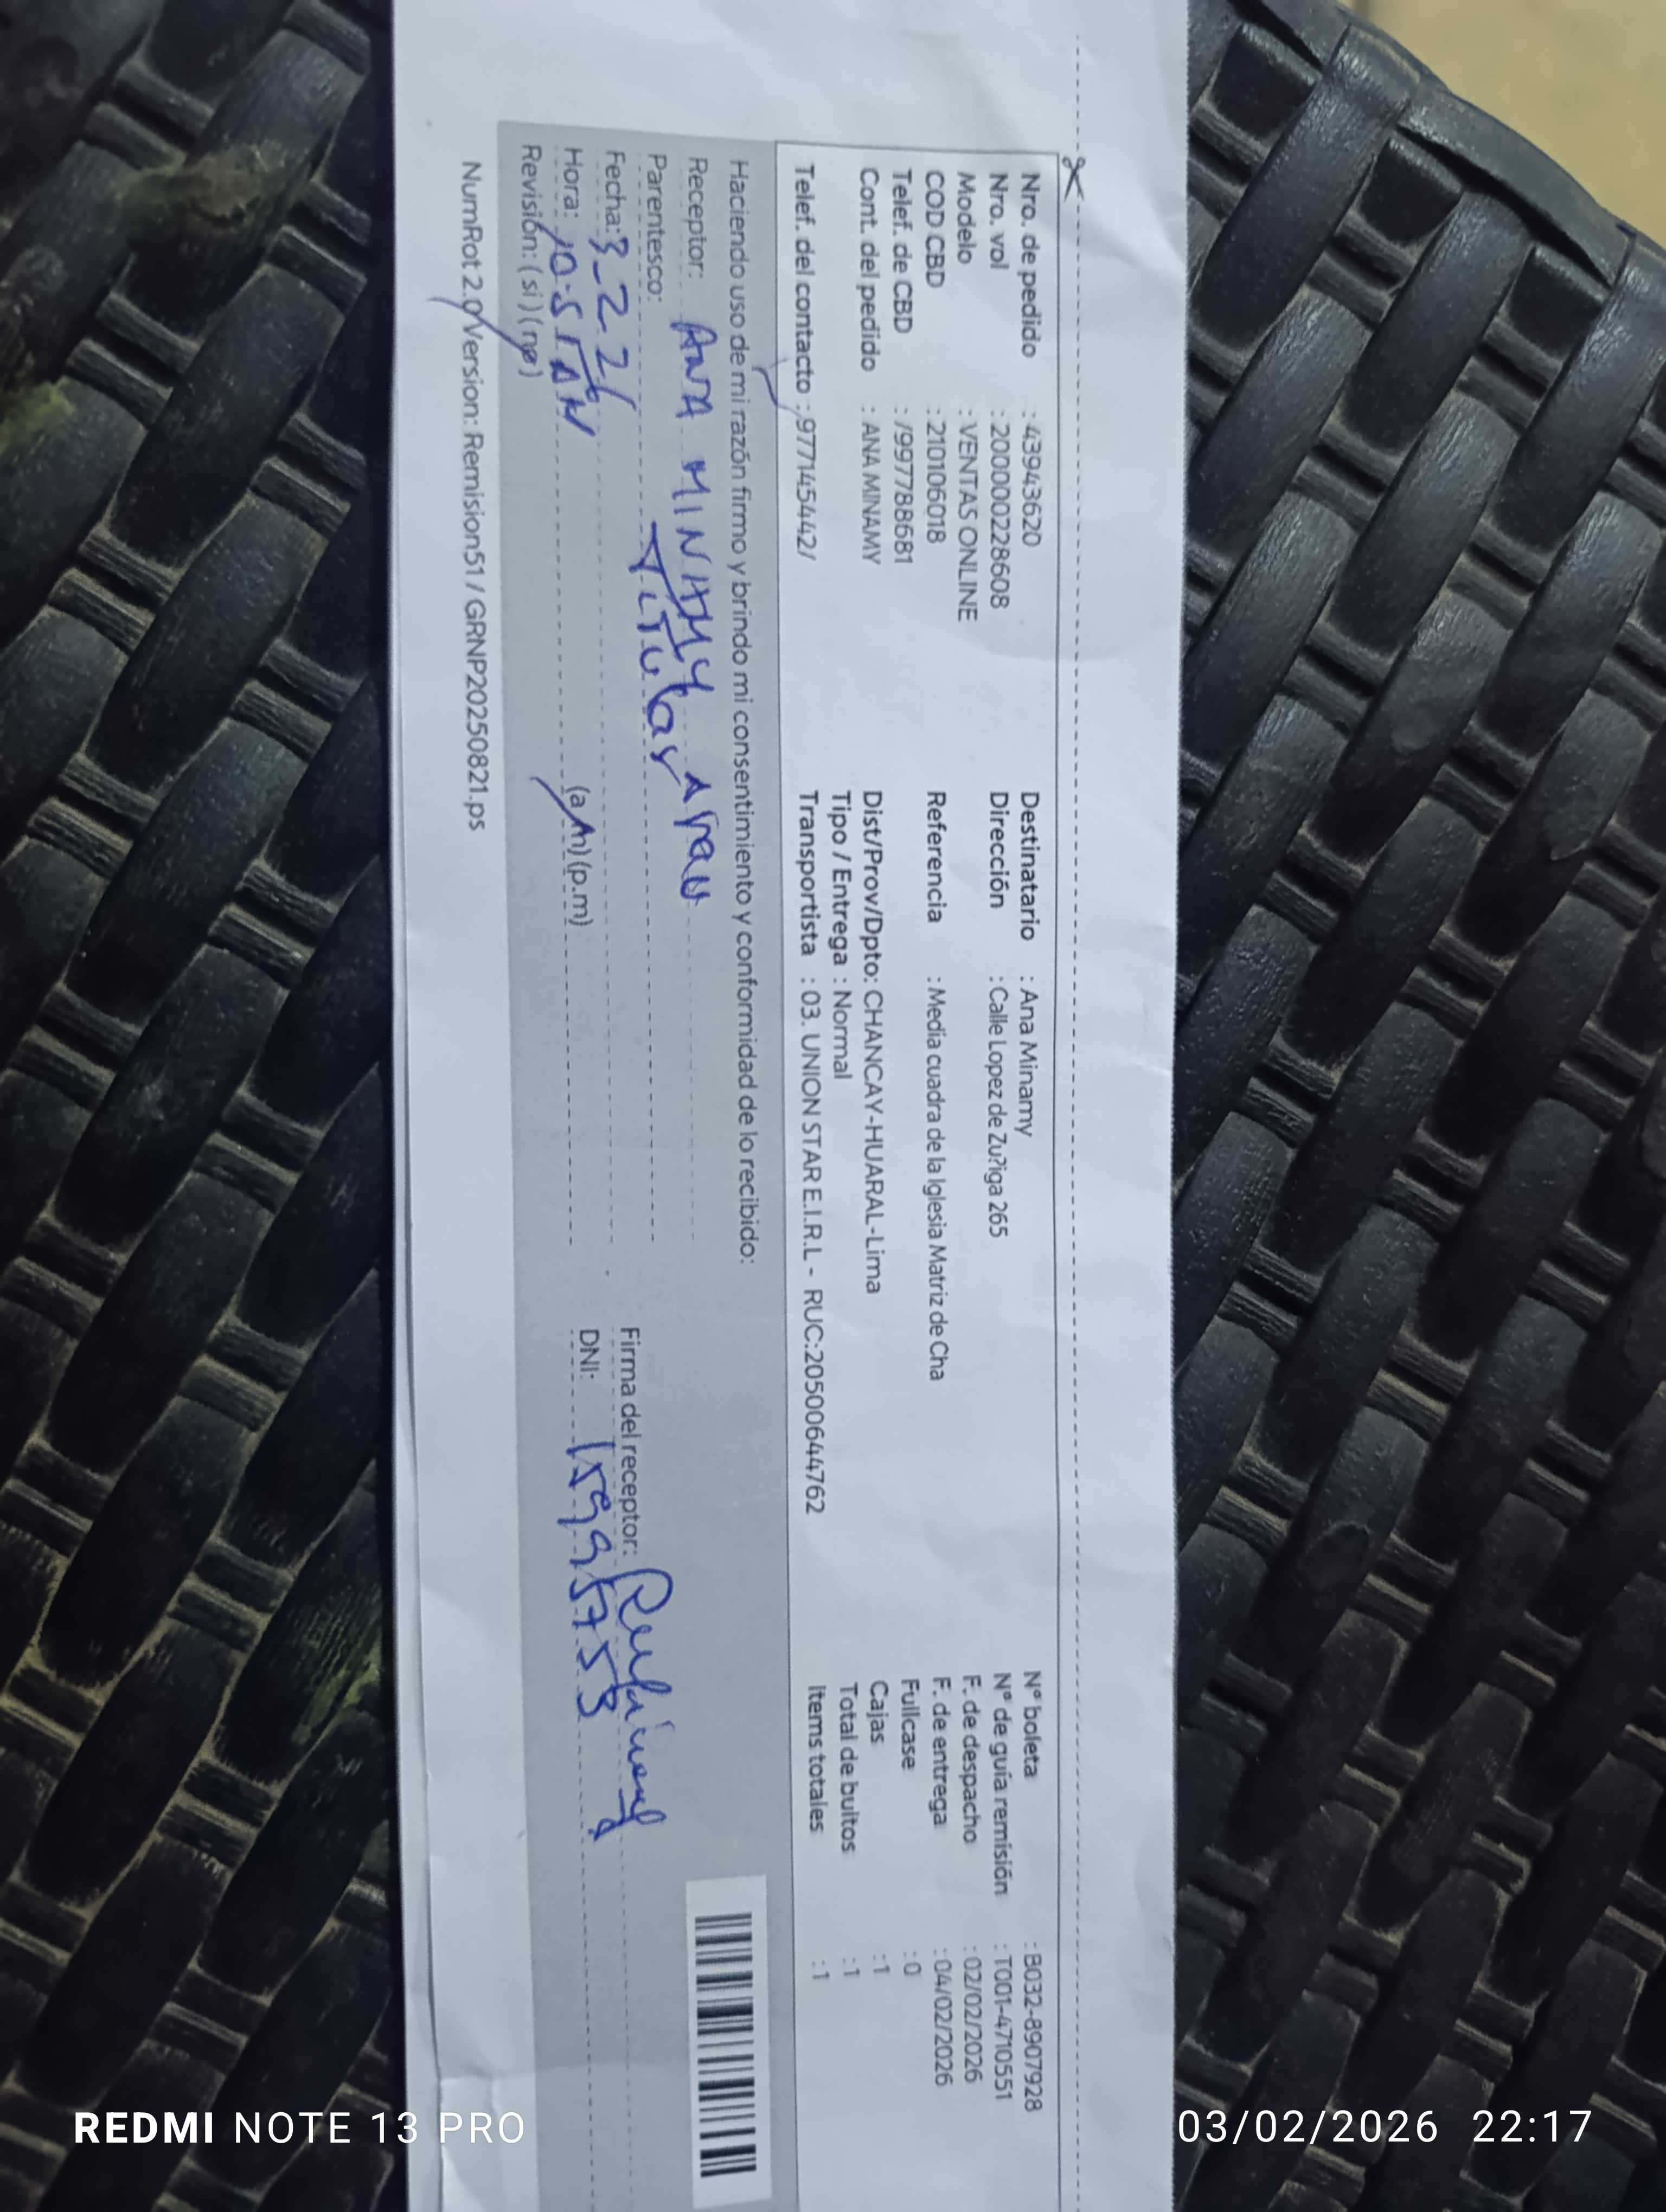 Nro. de pedido : 43943620
Nro. vol : 200000228608
Modelo : VENTAS ONLINE
COD CBD : 210106018
Telef. de CBD : /997788681
Cont. del pedido : ANA MINAMY
Telef. del contacto : 977145442/
Destinatario : Ana Minamy
Dirección : Calle Lopez de Zu?iga 265
Referencia : Media cuadra de la Iglesia Matriz de Cha
Dist/Prov/Dpto: CHANCAY-HUARAL-Lima
Tipo / Entrega : Normal
Transportista : 03. UNION STAR E.I.R.L - RUC:20500644762
N° boleta : B032-8907928
N° de guía remisión : T001-4710551
F. de despacho : 02/02/2026
F. de entrega : 04/02/2026
Fullcase : 0
Cajas : 1
Total de bultos : 1
Items totales : 1
Haciendo uso de mi razón firmo y brindo mi consentimiento y conformidad de lo recibido:
Receptor: ANA MINAMY
Parentesco: Titular
Fecha: 3-2-26
Hora: (a.m) (p.m)
Revisión: (si) (no)
Firma del receptor:
DNI:
NumRot 2.0Version: Remision51 / GRNP20250821.ps
REDMI NOTE 13 PRO
03/02/2026 22:17